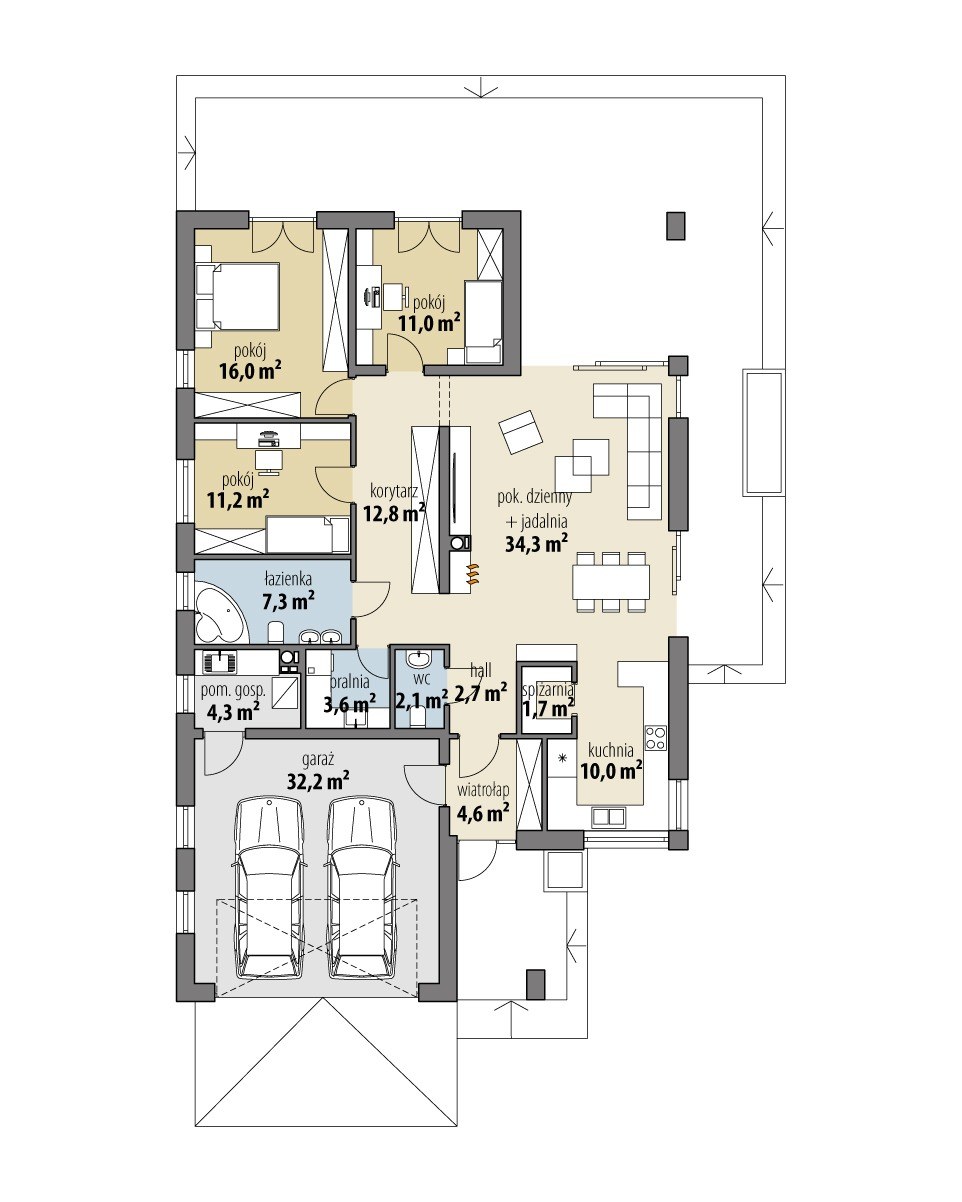 pokój
11,0 m²
pokój
16,0 m²
pokój
11,2 m²
korytarz
12,8 m²
pok. dzienny
+ jadalnia
34,3 m²
łazienka
7,3 m²
pom. gosp.
4,3 m²
pralnia
3,6 m²
wc
2,1 m²
hall
2,7 m²
spiżarnia
1,7 m²
kuchnia
10,0 m²
garaż
32,2 m²
wiatrołap
4,6 m²